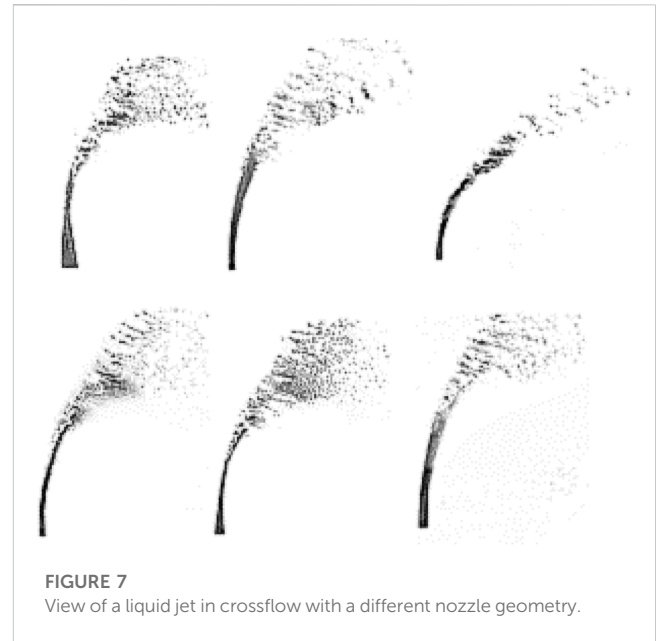 FIGURE 7
View of a liquid jet in crossflow with a different nozzle geometry.